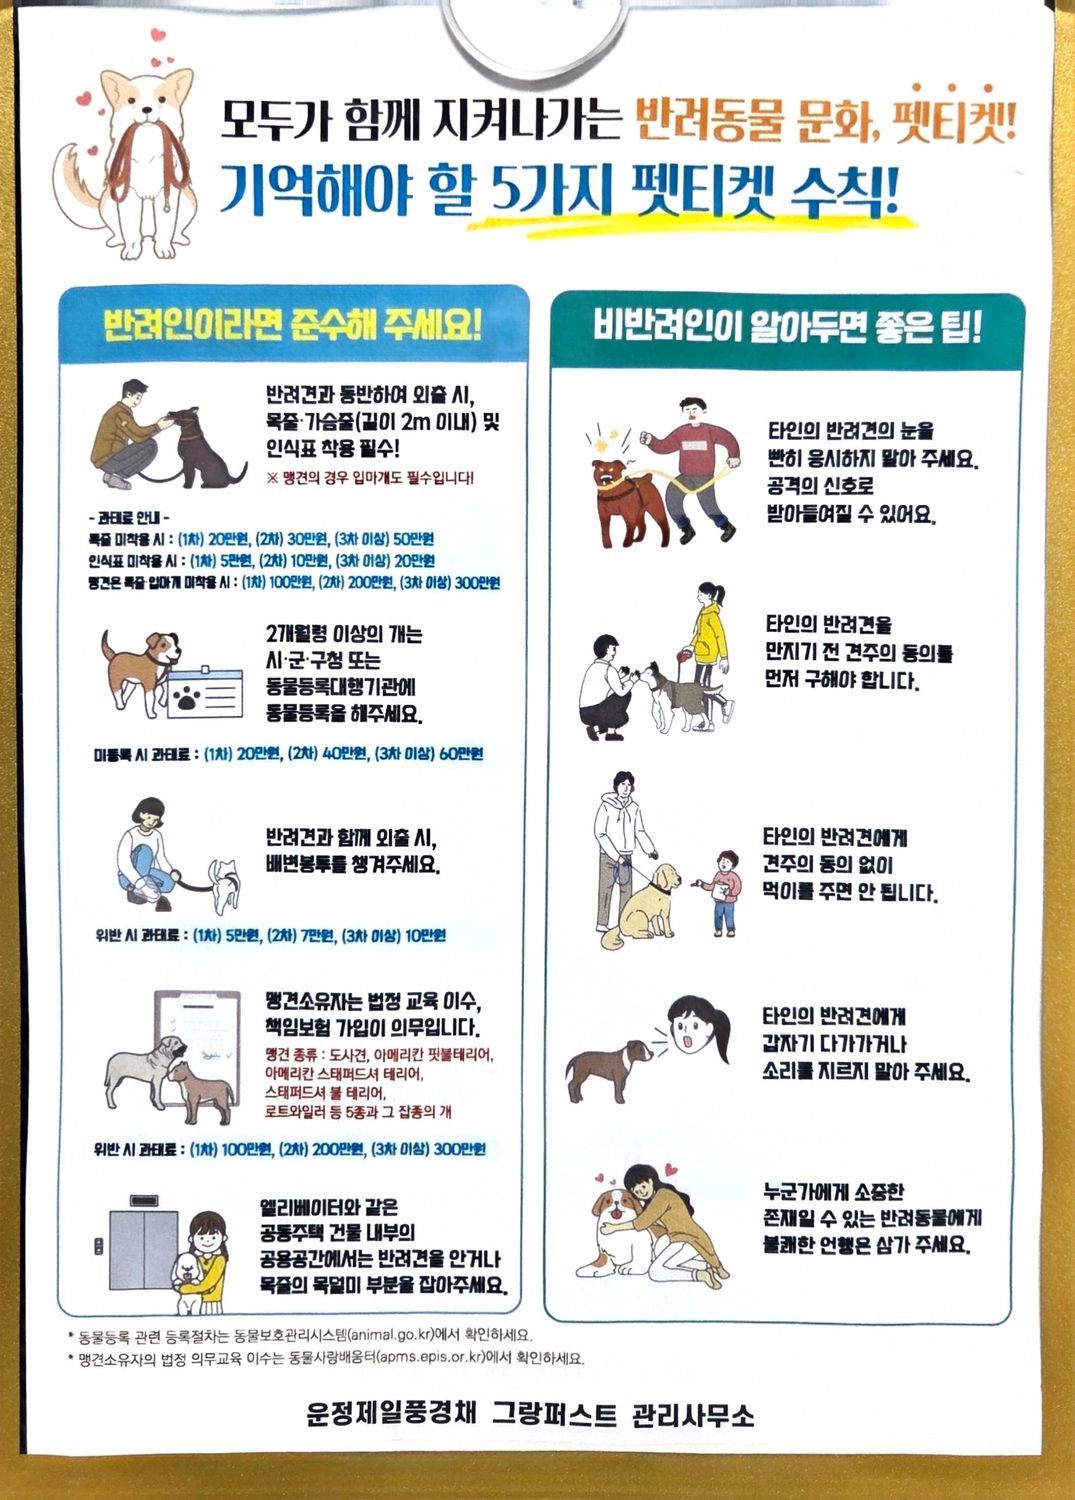 모두가 함께 지켜나가는 반려동물 문화, 펫티켓!
기억해야 할 5가지 펫티켓 수칙!
반려인이라면 준수해 주세요!
반려견과 동반하여 외출 시,
목줄·가슴줄(길이 2m 이내) 및
인식표 착용 필수!
※ 맹견의 경우 입마개도 필수입니다!
- 과태료 안내 -
목줄 미착용 시 : (1차) 20만원, (2차) 30만원, (3차 이상) 50만원
인식표 미착용 시 : (1차) 5만원, (2차) 10만원, (3차 이상) 20만원
맹견은 목줄·입마개 미착용 시 : (1차) 100만원, (2차) 200만원, (3차 이상) 300만원
2개월령 이상의 개는
시·군·구청 또는
동물등록대행기관에
동물등록을 해주세요.
미등록 시 과태료 : (1차) 20만원, (2차) 40만원, (3차 이상) 60만원
반려견과 함께 외출 시,
배변봉투를 챙겨주세요.
위반 시 과태료 : (1차) 5만원, (2차) 7만원, (3차 이상) 10만원
맹견소유자는 법정 교육 이수,
책임보험 가입이 의무입니다.
맹견 종류 : 도사견, 아메리칸 핏불테리어,
아메리칸 스태퍼드셔 테리어,
스태퍼드셔 불 테리어,
로트와일러 등 5종과 그 잡종의 개
위반 시 과태료 : (1차) 100만원, (2차) 200만원, (3차 이상) 300만원
엘리베이터와 같은
공동주택 건물 내부의
공용공간에서는 반려견을 안거나
목줄의 목덜미 부분을 잡아주세요.
비반려인이 알아두면 좋은 팁!
타인의 반려견의 눈을
빤히 응시하지 말아 주세요.
공격의 신호로
받아들여질 수 있어요.
타인의 반려견을
만지기 전 견주의 동의를
먼저 구해야 합니다.
타인의 반려견에게
견주의 동의 없이
먹이를 주면 안 됩니다.
타인의 반려견에게
갑자기 다가가거나
소리를 지르지 말아 주세요.
누군가에게 소중한
존재일 수 있는 반려동물에게
불쾌한 언행은 삼가 주세요.
* 동물등록 관련 등록절차는 동물보호관리시스템(animal.go.kr)에서 확인하세요.
* 맹견소유자의 법정 의무교육 이수는 동물사랑배움터(apms.epis.or.kr)에서 확인하세요.
운정제일풍경채 그랑퍼스트 관리사무소